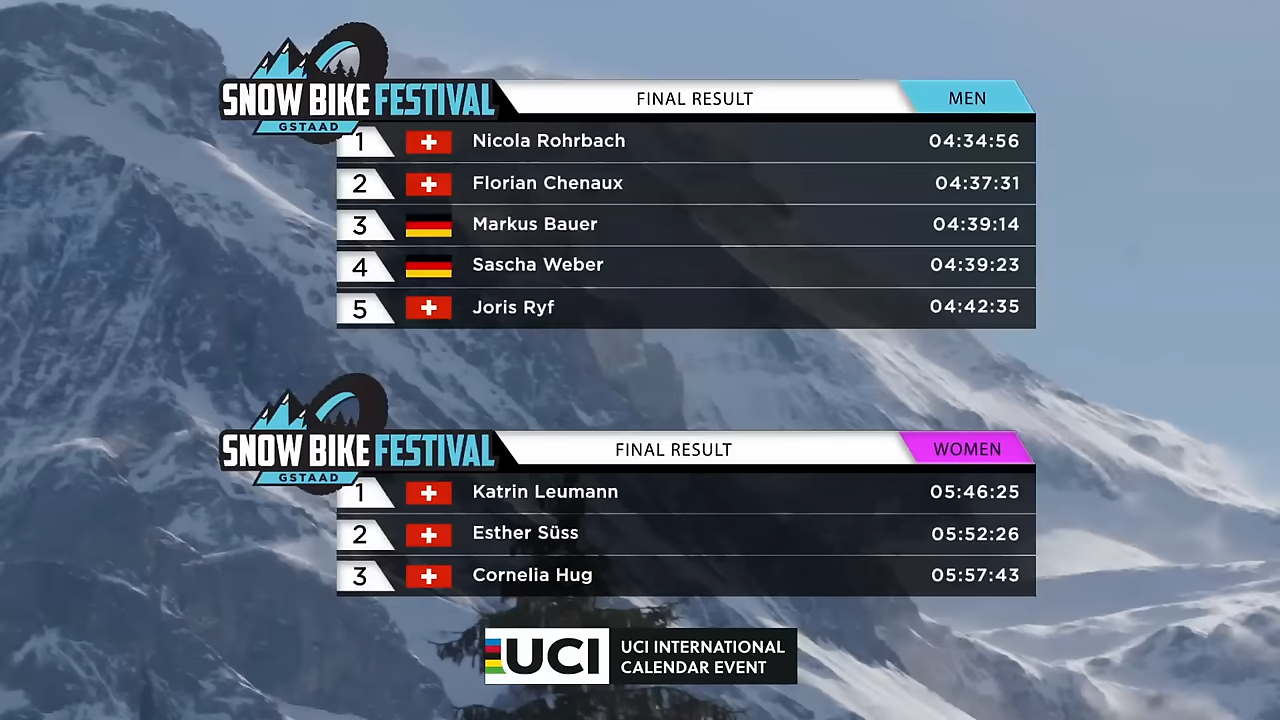 SNOW BIKE FESTIVAL
GSTAAD
FINAL RESULT MEN
1 Nicola Rohrbach 04:34:56
2 Florian Chenaux 04:37:31
3 Markus Bauer 04:39:14
4 Sascha Weber 04:39:23
5 Joris Ryf 04:42:35
SNOW BIKE FESTIVAL
GSTAAD
FINAL RESULT WOMEN
1 Katrin Leumann 05:46:25
2 Esther Süss 05:52:26
3 Cornelia Hug 05:57:43
UCI UCI INTERNATIONAL
CALENDAR EVENT